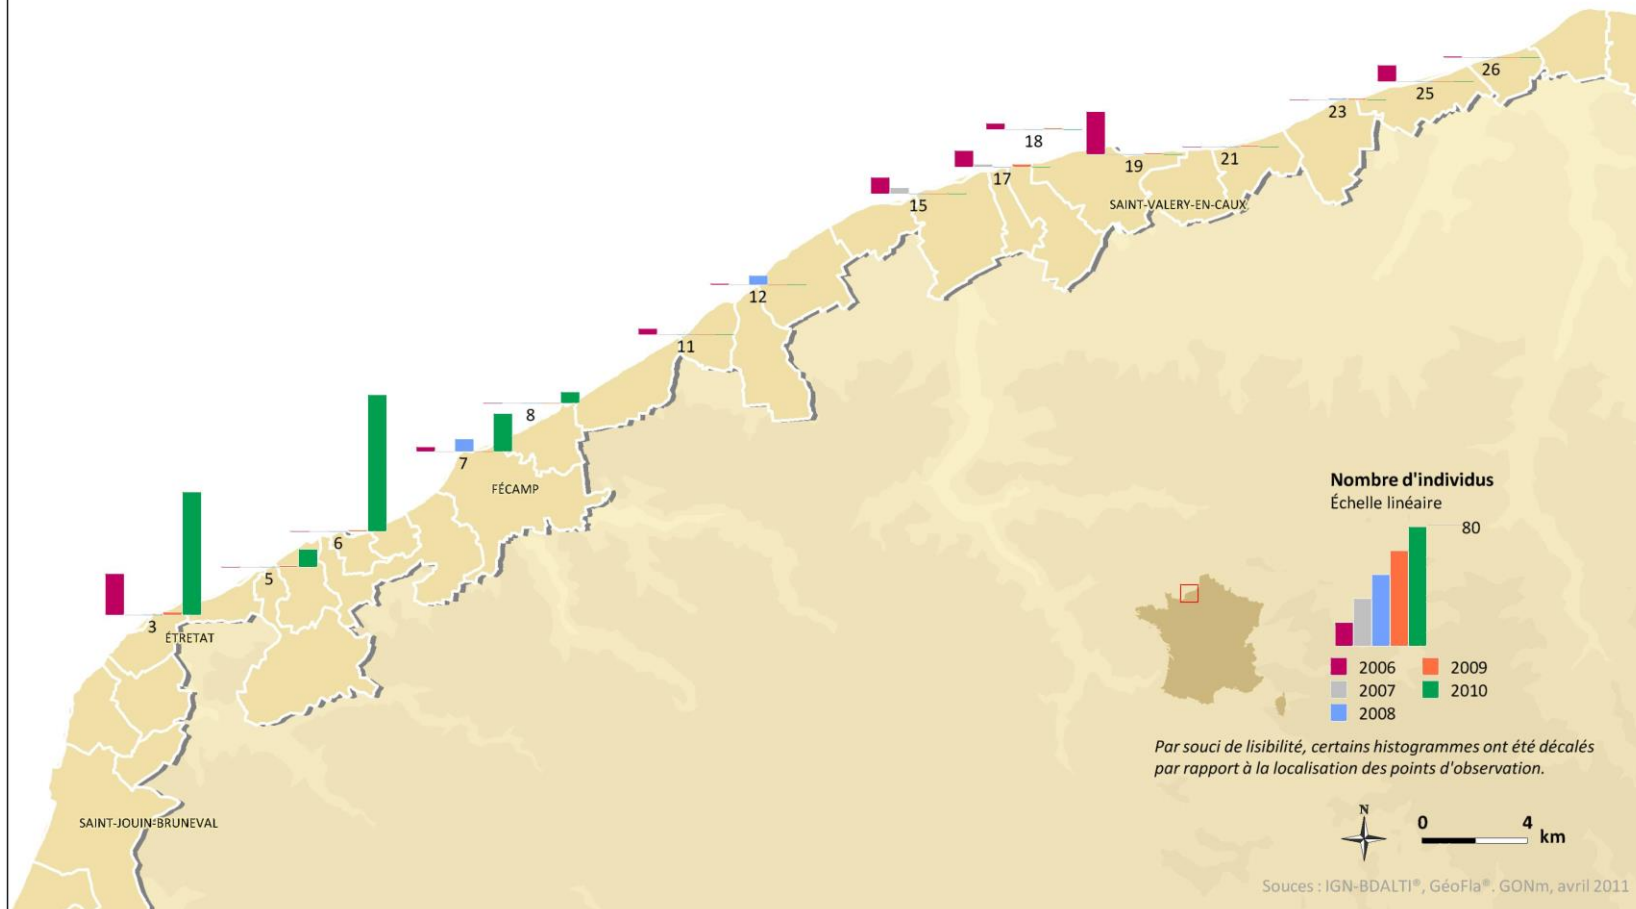 26
25
23
18
19
21
17
15
SAINT-VALERY-EN-CAUX
12
11
8
7
FÉCAMP
6
5
3
ÉTRETAT
SAINT-JOUIN-BRUNEVAL
Nombre d'individus
Échelle linéaire
80
2006
2009
2007
2010
2008
Par souci de lisibilité, certains histogrammes ont été décalés
par rapport à la localisation des points d'observation.
N
0 4
km
Souces : IGN-BDALTI®, GéoFla®. GONm, avril 2011